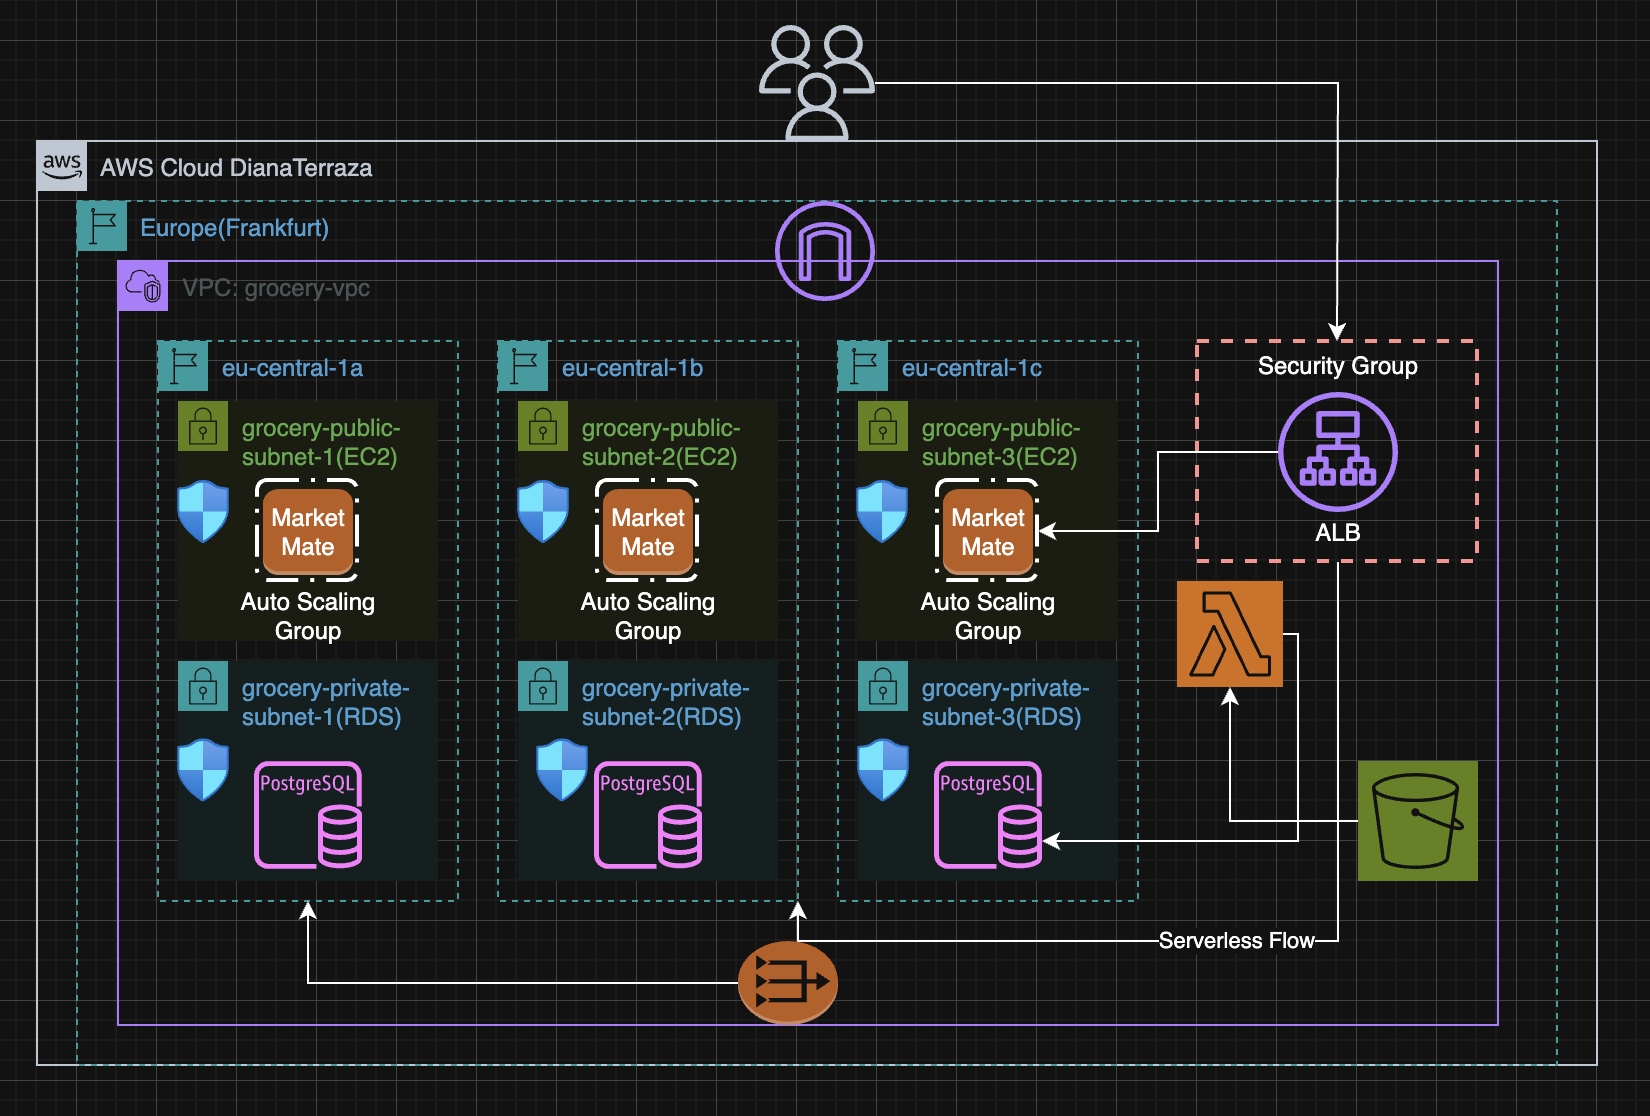 aws
AWS Cloud DianaTerraza
Europe(Frankfurt)
VPC: grocery-vpc
eu-central-1a
grocery-public-
subnet-1(EC2)
Market
Mate
Auto Scaling
Group
grocery-private-
subnet-1(RDS)
PostgreSQL
eu-central-1b
grocery-public-
subnet-2(EC2)
Market
Mate
Auto Scaling
Group
grocery-private-
subnet-2(RDS)
PostgreSQL
eu-central-1c
grocery-public-
subnet-3(EC2)
Market
Mate
Auto Scaling
Group
grocery-private-
subnet-3(RDS)
PostgreSQL
Security Group
ALB
Serverless Flow